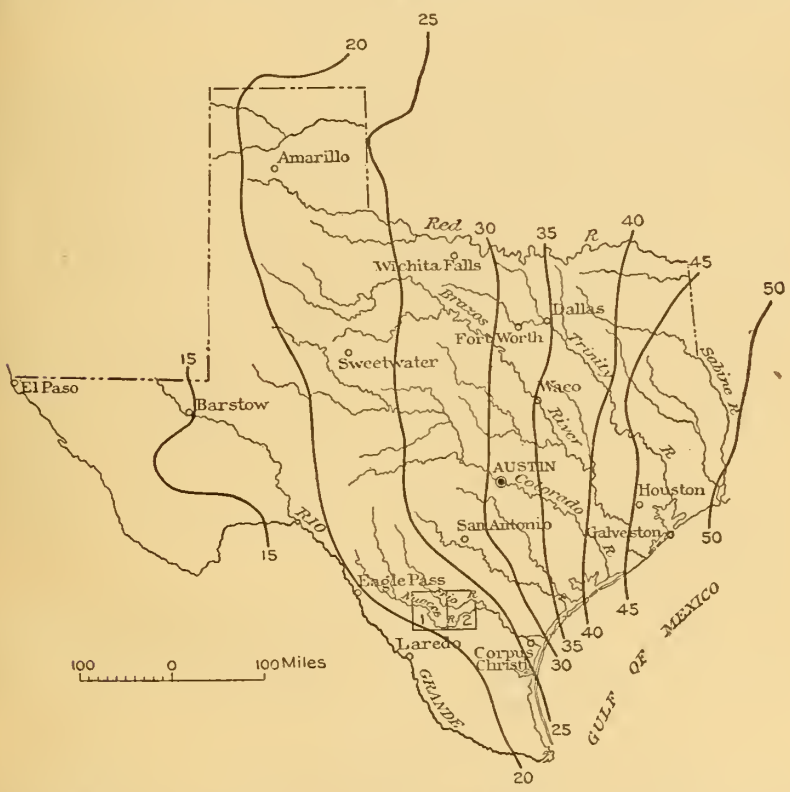 25
20
Amarillo
Red
R
30
35
40
45
50
Wichita Falls
Brazos
Dallas
Fort Worth
Trinity
Sabine R
15
Sweetwater
El Paso
Barstow
Waco
River
R
AUSTIN
Colorado
R
Houston
San Antonio
Galveston
RIO
15
50
Eagle Pass
Nueces
R
Frio R
1
2
45
40
35
Laredo
Corpus
Christi
30
GULF OF MEXICO
100 0 100 Miles
GRANDE
25
20